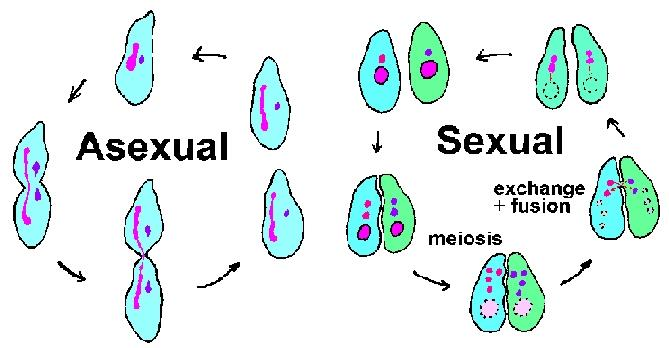 Asexual
Sexual
exchange
+ fusion
meiosis